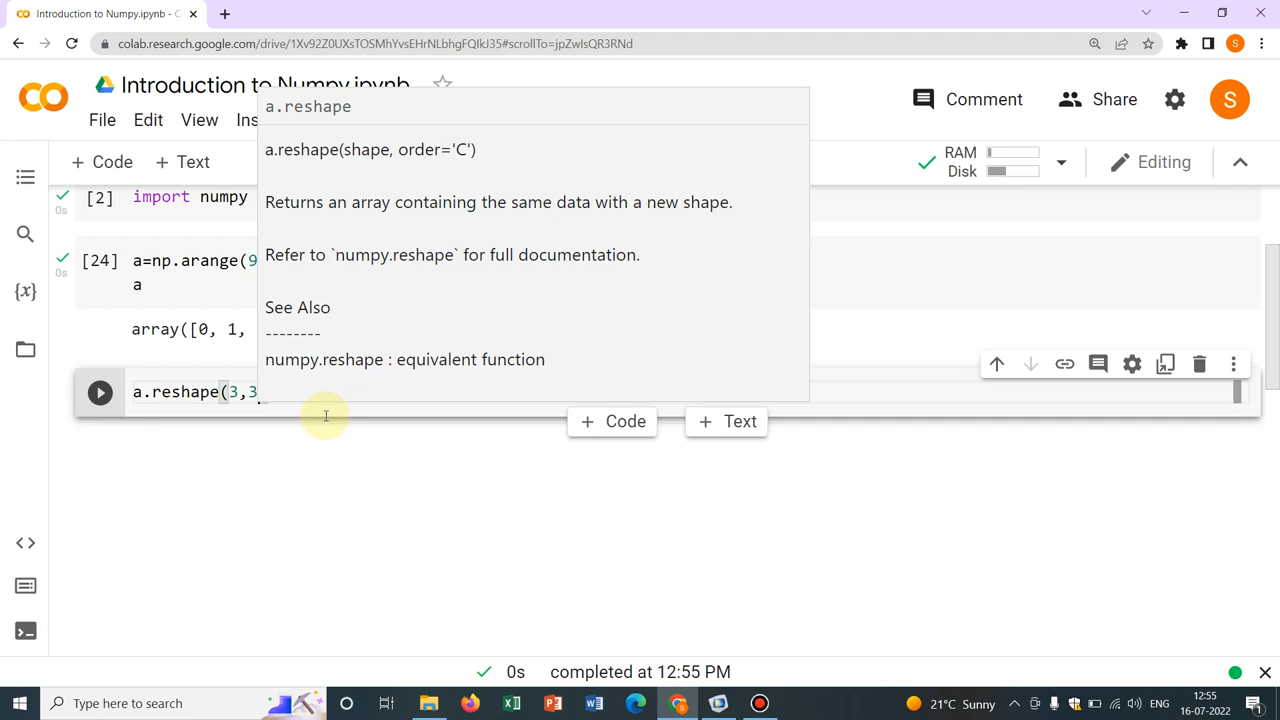 Introduction to Numpy.ipynb - C
colab.research.google.com/drive/1Xv92Z0UXsTOSMhYvsEHrNLbhgFQIkI35#scrollTo=jpZwIsQR3RNd
S
Introduction to Numpy.ipynb
File Edit View Ins
Comment
Share
S
+ Code + Text
RAM
Disk
Editing
a.reshape
a.reshape(shape, order='C')
Returns an array containing the same data with a new shape.
Refer to `numpy.reshape` for full documentation.
See Also
--------
numpy.reshape : equivalent function
[2] import numpy
0s
[24] a=np.arange(9
0s
a
array([0, 1,
a.reshape(3,3
+ Code + Text
{x}
0s completed at 12:55 PM
Type here to search
21°C Sunny
ENG
12:55
16-07-2022
1